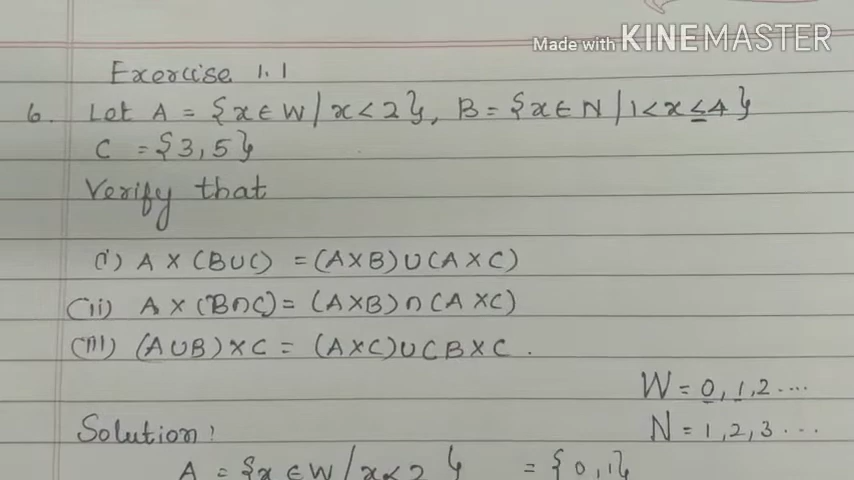 Made with KINEMASTER
Exercise 1.1
6. Let A = {x ∈ W / x < 2}, B = {x ∈ N / 1 < x ≤ 4}
C = {3, 5}
Verify that
(i) A × (B∪C) = (A×B)∪(A×C)
(ii) A × (B∩C) = (A×B)∩(A×C)
(iii) (A∪B)×C = (A×C)∪(B×C.
W = 0, 1, 2 ....
Solution:
N = 1, 2, 3 ...
A = {x ∈ W / x < 2} = {0, 1}